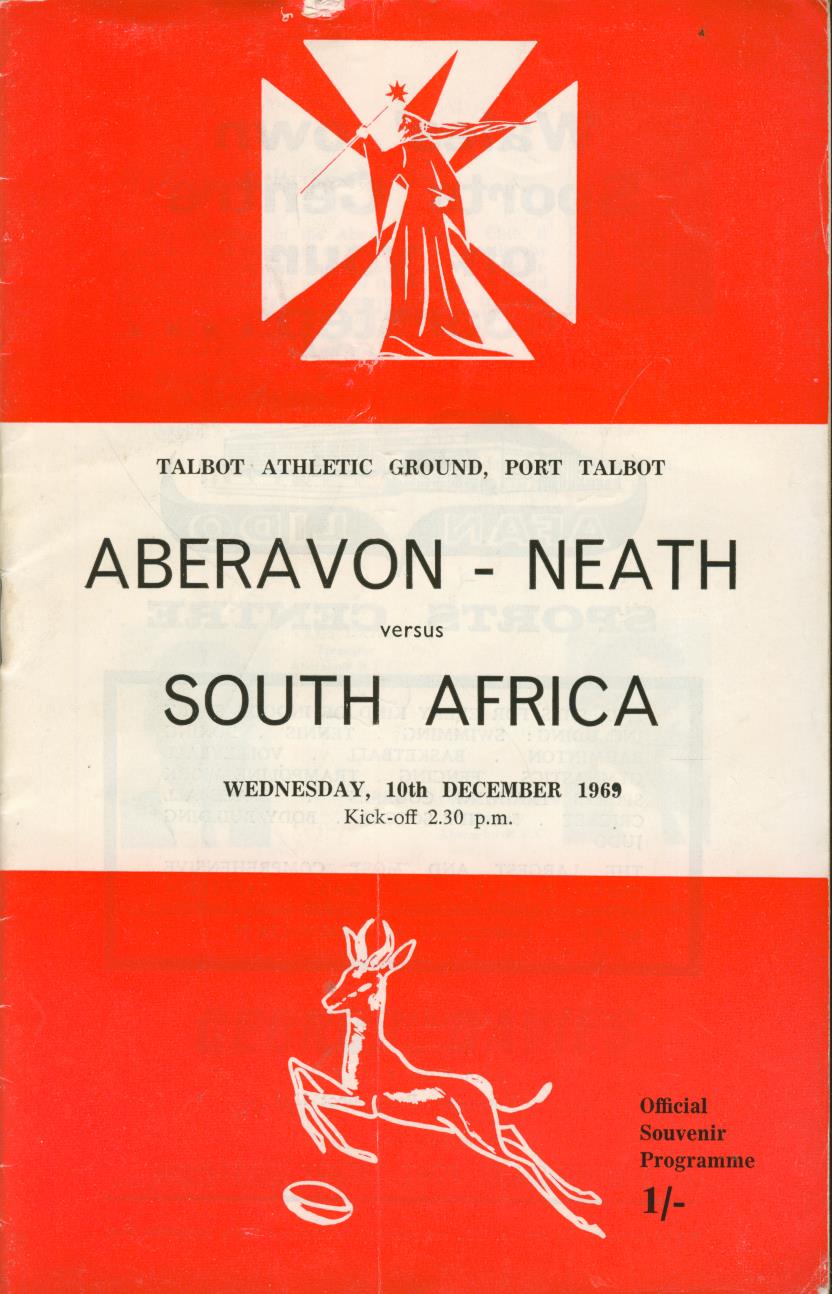 TALBOT ATHLETIC GROUND, PORT TALBOT
ABERAVON - NEATH
versus
SOUTH AFRICA
WEDNESDAY, 10th DECEMBER 1969
Kick-off 2.30 p.m.
Official
Souvenir
Programme
1/-